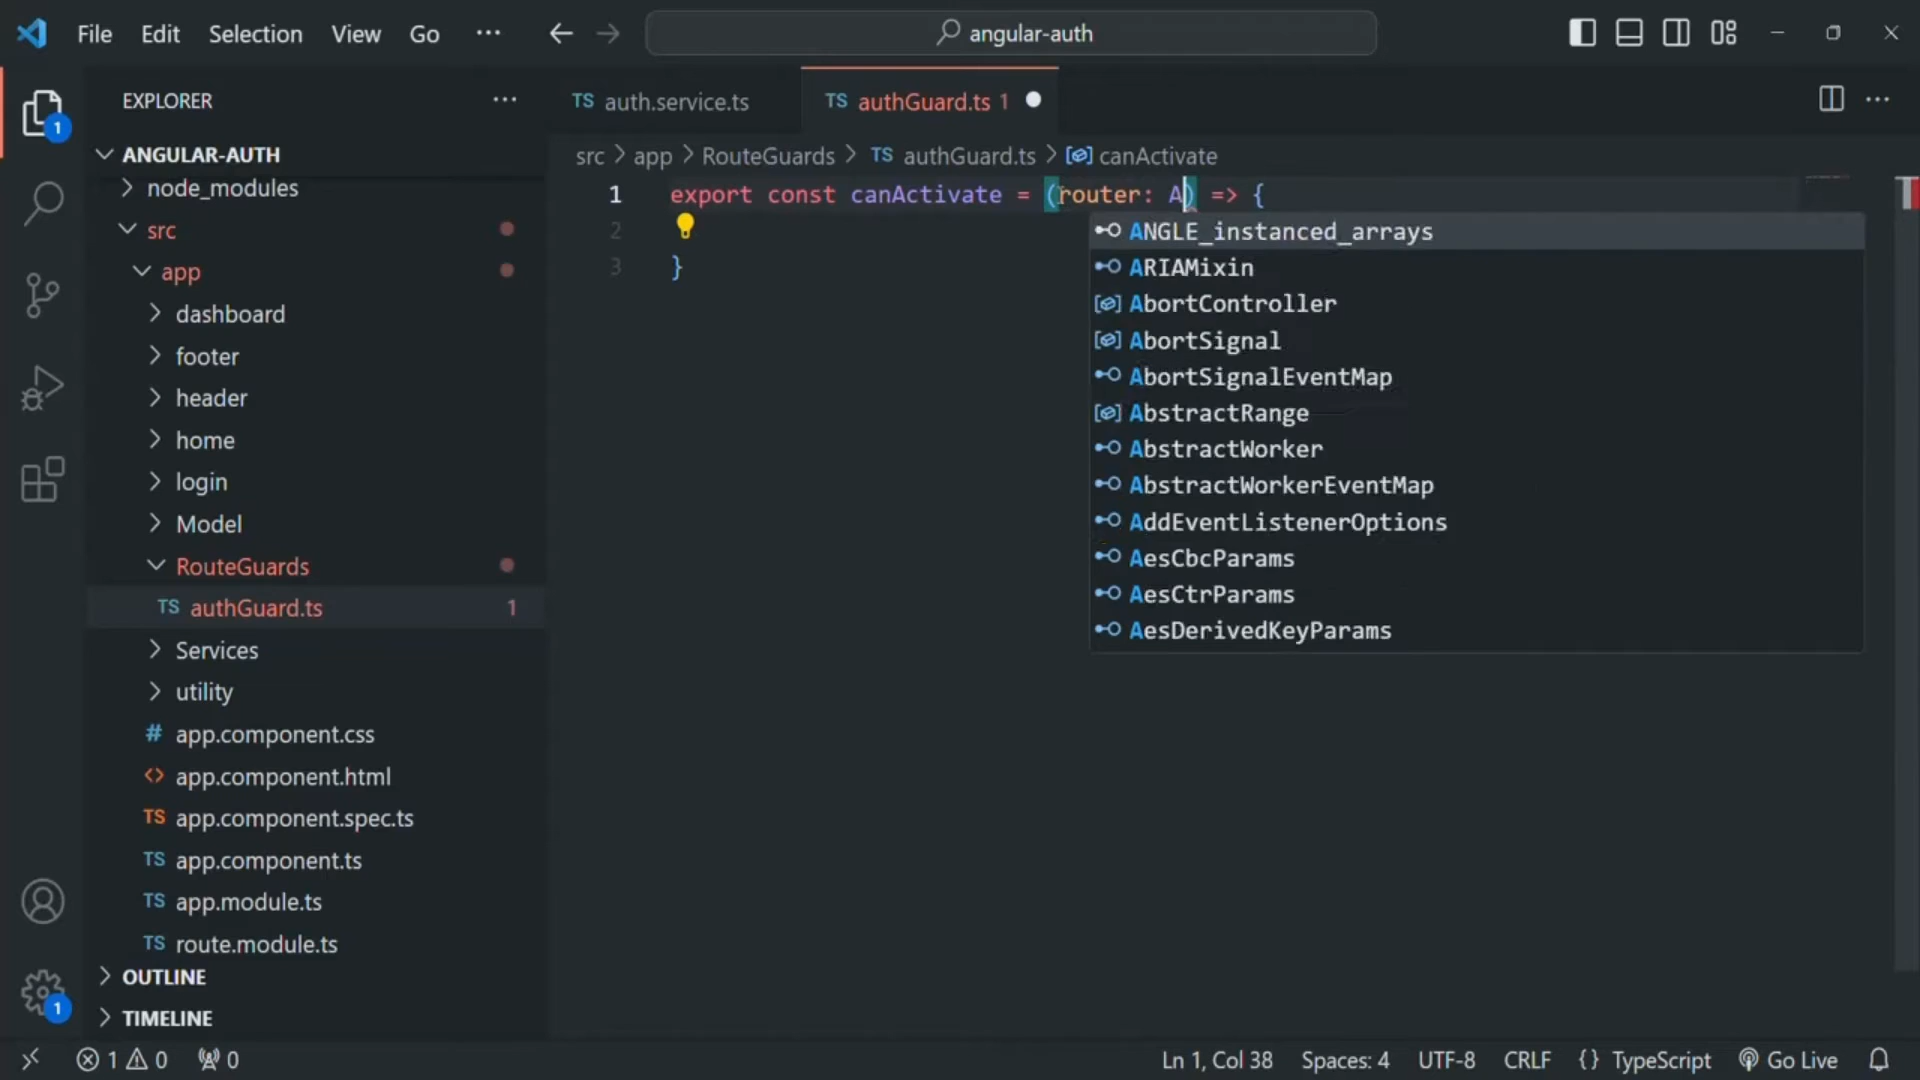 File Edit Selection View Go ··· angular-auth
EXPLORER ···
ANGULAR-AUTH
node_modules
src
app
dashboard
footer
header
home
login
Model
RouteGuards
TS authGuard.ts 1
Services
utility
# app.component.css
<> app.component.html
TS app.component.spec.ts
TS app.component.ts
TS app.module.ts
TS route.module.ts
OUTLINE
TIMELINE
1
1
TS auth.service.ts TS authGuard.ts 1
src > app > RouteGuards > TS authGuard.ts > canActivate
1 export const canActivate = (router: A) => {
2
3 }
ANGLE_instanced_arrays
ARIAMixin
AbortController
AbortSignal
AbortSignalEventMap
AbstractRange
AbstractWorker
AbstractWorkerEventMap
AddEventListenerOptions
AesCbcParams
AesCtrParams
AesDerivedKeyParams
1 0 0 Ln 1, Col 38 Spaces: 4 UTF-8 CRLF {} TypeScript Go Live